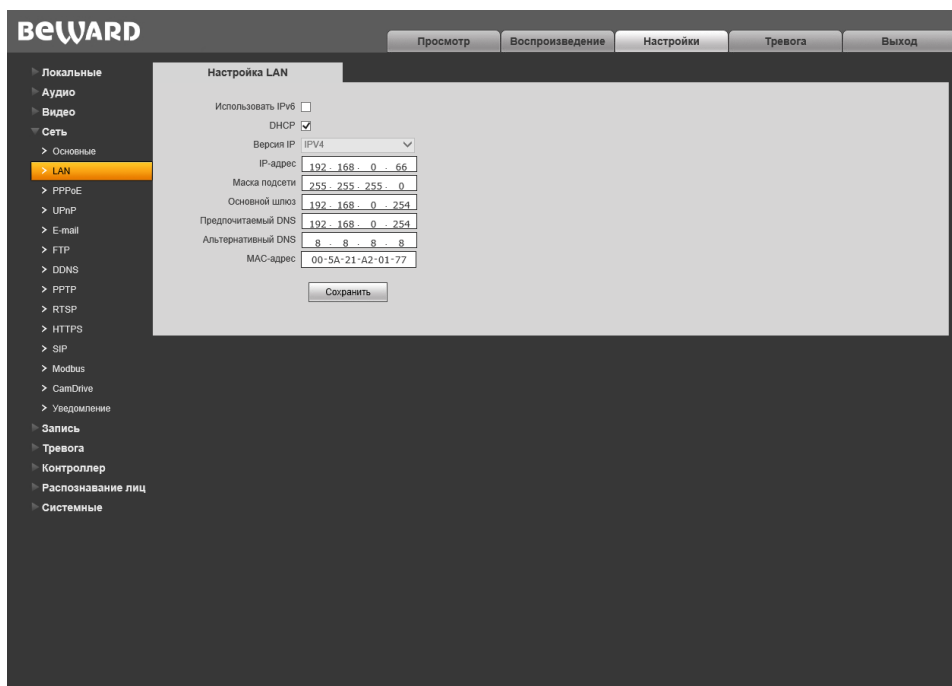 BEWARD
Просмотр Воспроизведение Настройки Тревога Выход
Локальные
Аудио
Видео
Сеть
Основные
LAN
PPPoE
UPnP
E-mail
FTP
DDNS
PPTP
RTSP
HTTPS
SIP
Modbus
CamDrive
Уведомление
Запись
Тревога
Контроллер
Распознавание лиц
Системные
Настройка LAN
Использовать IPv6
DHCP
Версия IP IPV4
IP-адрес 192 . 168 . 0 . 66
Маска подсети 255 . 255 . 255 . 0
Основной шлюз 192 . 168 . 0 . 254
Предпочитаемый DNS 192 . 168 . 0 . 254
Альтернативный DNS 8 . 8 . 8 . 8
MAC-адрес 00-5A-21-A2-01-77
Сохранить